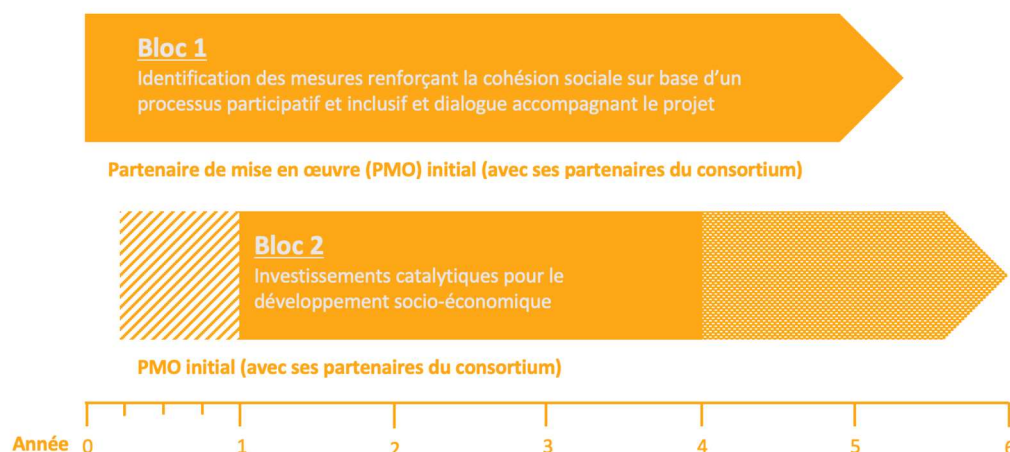 Bloc 1
Identification des mesures renforçant la cohésion sociale sur base d’un
processus participatif et inclusif et dialogue accompagnant le projet
Partenaire de mise en œuvre (PMO) initial (avec ses partenaires du consortium)
Bloc 2
Investissements catalytiques pour le
développement socio-économique
PMO initial (avec ses partenaires du consortium)
Année 0 1 2 3 4 5 6